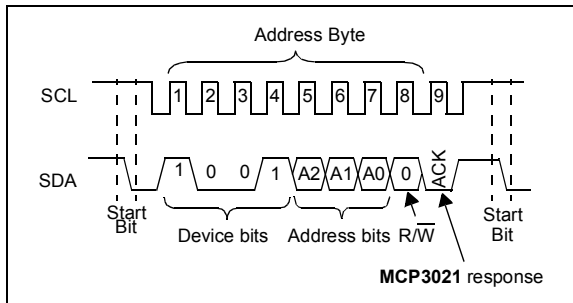 Address Byte
SCL 1 2 3 4 5 6 7 8 9
SDA 1 0 0 1 A2 A1 A0 0 ACK
Start Bit
Device bits Address bits R/W̅
Start Bit
MCP3021 response